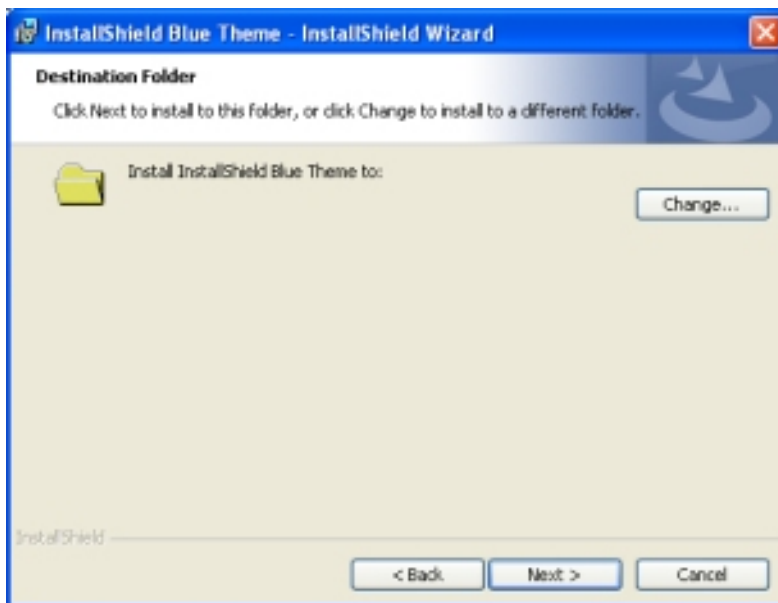 InstallShield Blue Theme - InstallShield Wizard
Destination Folder
Click Next to install to this folder, or click Change to install to a different folder.
Install InstallShield Blue Theme to:
Change...
InstallShield
< Back
Next >
Cancel